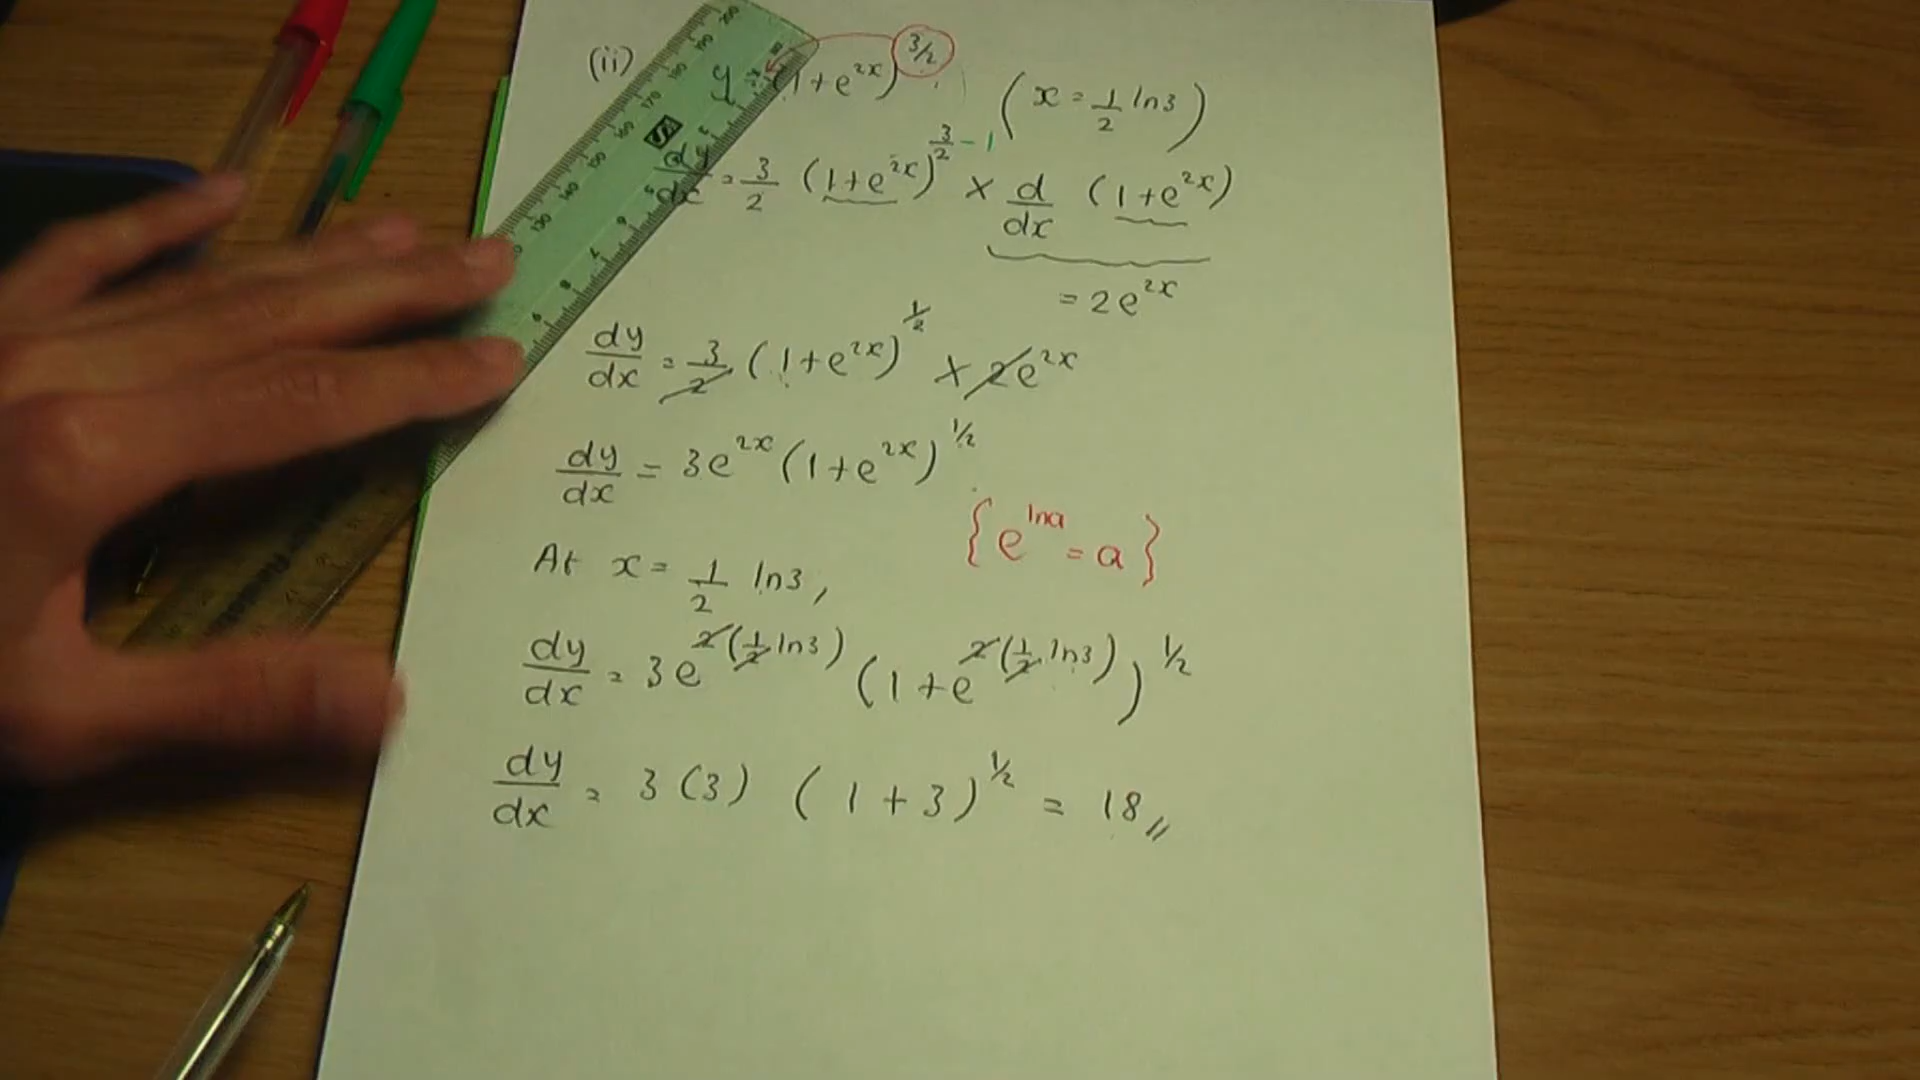 (ii) y = (1+e^{2x})^{3/2} (x = 1/2 ln3)
dy/dx = 3/2 (1+e^{2x})^{3/2 - 1} × d/dx (1+e^{2x})
= 2e^{2x}
dy/dx = 3/2 (1+e^{2x})^{1/2} × 2e^{2x}
dy/dx = 3e^{2x} (1+e^{2x})^{1/2}
{e^{lna} = a}
At x = 1/2 ln3,
dy/dx = 3e^{2(1/2 ln3)} (1+e^{2(1/2 ln3)})^{1/2}
dy/dx = 3(3) (1+3)^{1/2} = 18